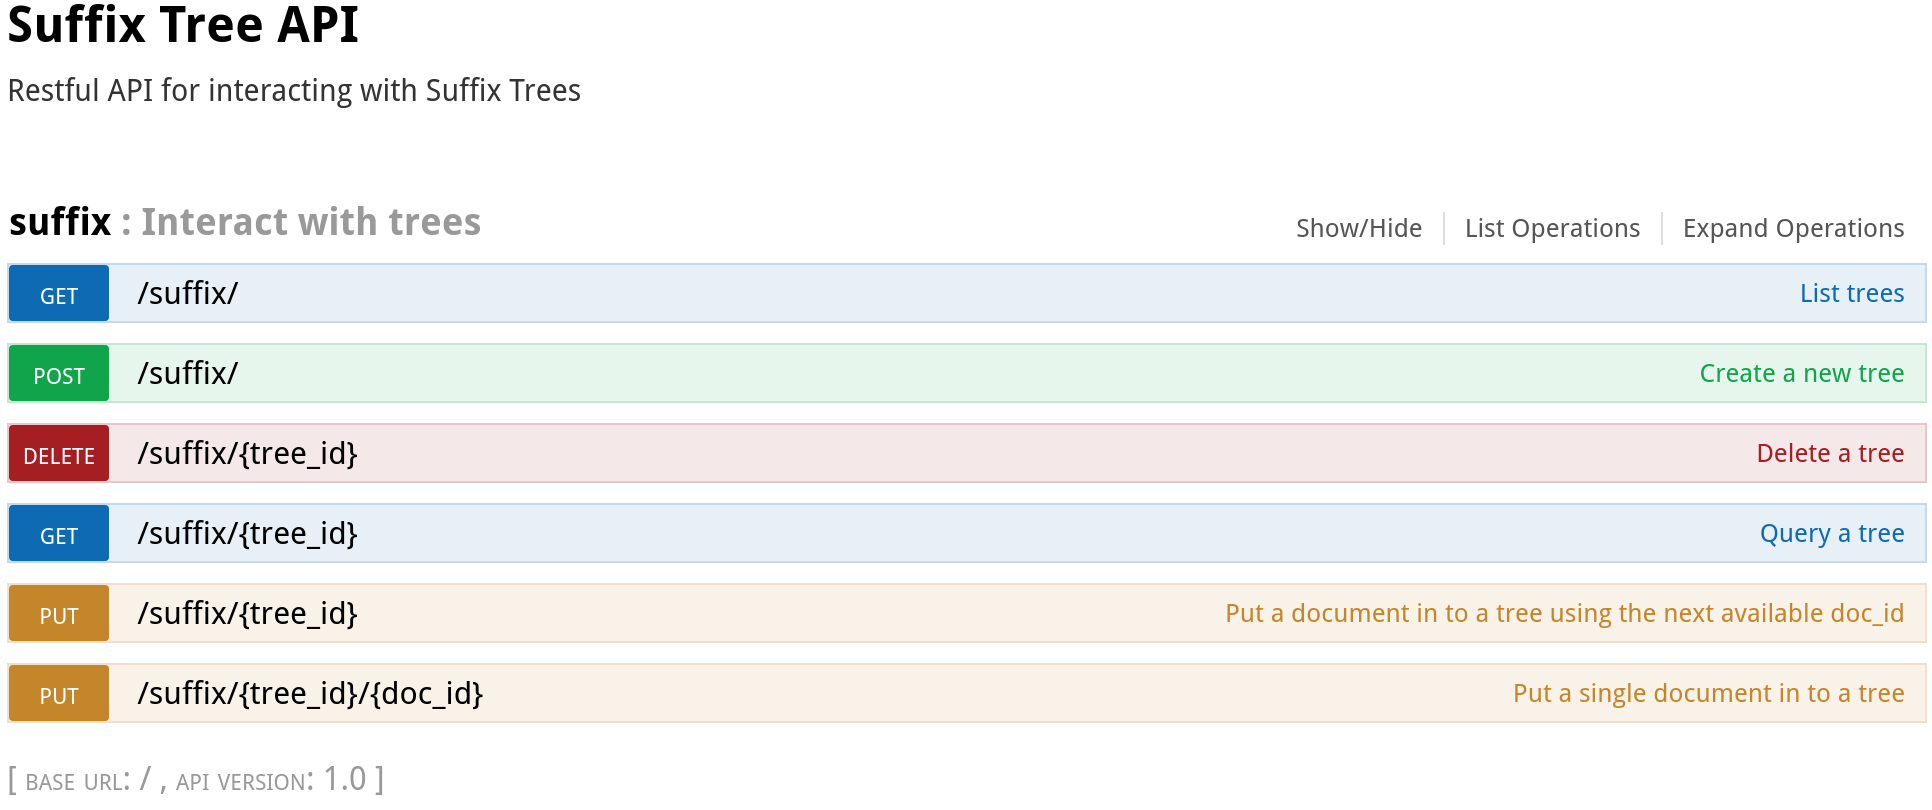 Suffix Tree API
Restful API for interacting with Suffix Trees
suffix : Interact with trees Show/Hide List Operations Expand Operations
GET /suffix/ List trees
POST /suffix/ Create a new tree
DELETE /suffix/{tree_id} Delete a tree
GET /suffix/{tree_id} Query a tree
PUT /suffix/{tree_id} Put a document in to a tree using the next available doc_id
PUT /suffix/{tree_id}/{doc_id} Put a single document in to a tree
[ BASE URL: / , API VERSION: 1.0 ]